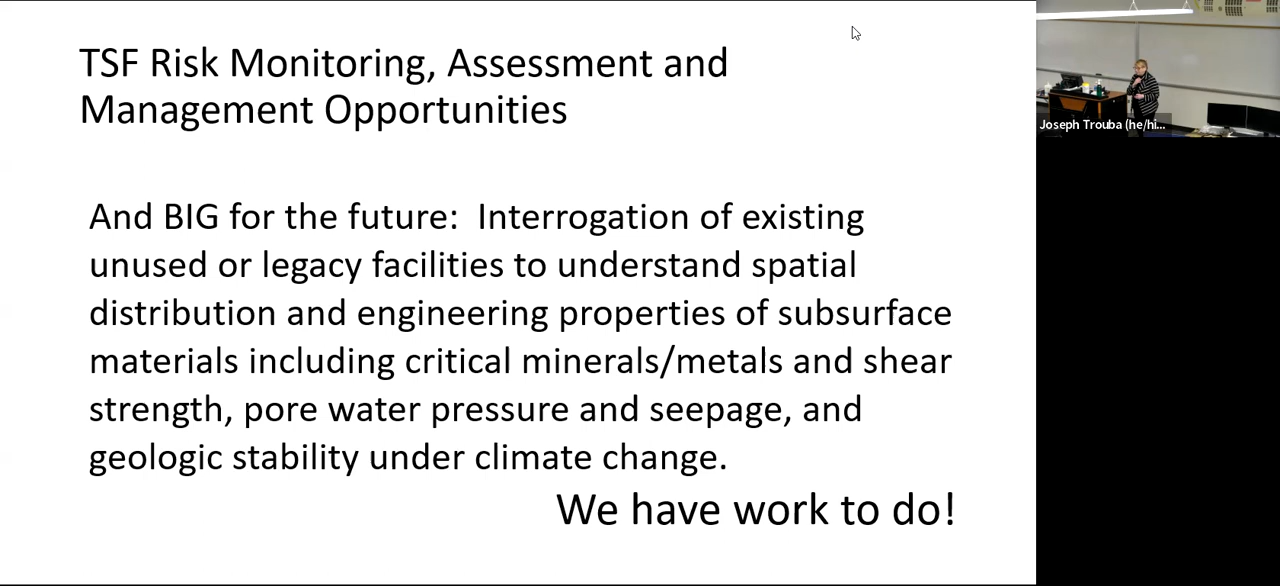 TSF Risk Monitoring, Assessment and
Management Opportunities
And BIG for the future:  Interrogation of existing
unused or legacy facilities to understand spatial
distribution and engineering properties of subsurface
materials including critical minerals/metals and shear
strength, pore water pressure and seepage, and
geologic stability under climate change.
We have work to do!
Joseph Trouba (he/hi...